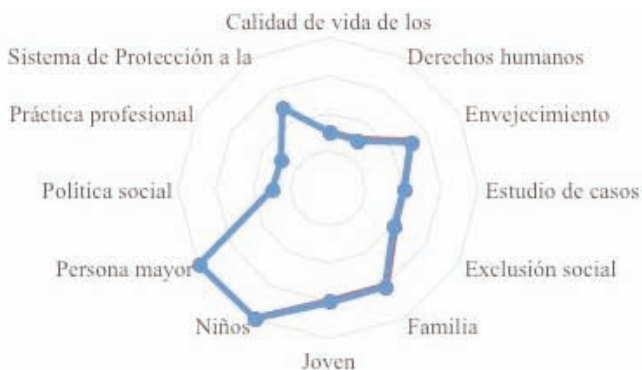 Calidad de vida de los
Sistema de Protección a la
Derechos humanos
Práctica profesional
Envejecimiento
Política social
Estudio de casos
Persona mayor
Exclusión social
Niños
Familia
Joven